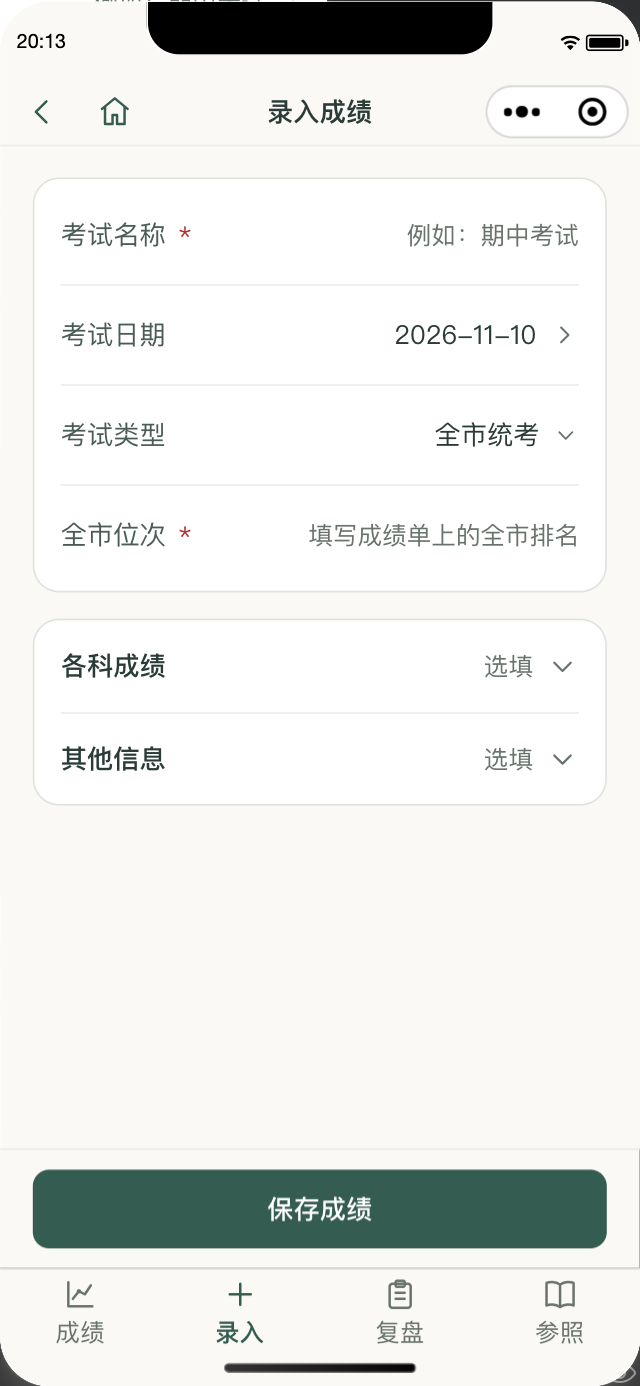 20:13
录入成绩
考试名称 * 例如：期中考试
考试日期 2026-11-10
考试类型 全市统考
全市位次 * 填写成绩单上的全市排名
各科成绩 选填
其他信息 选填
保存成绩
成绩 录入 复盘 参照